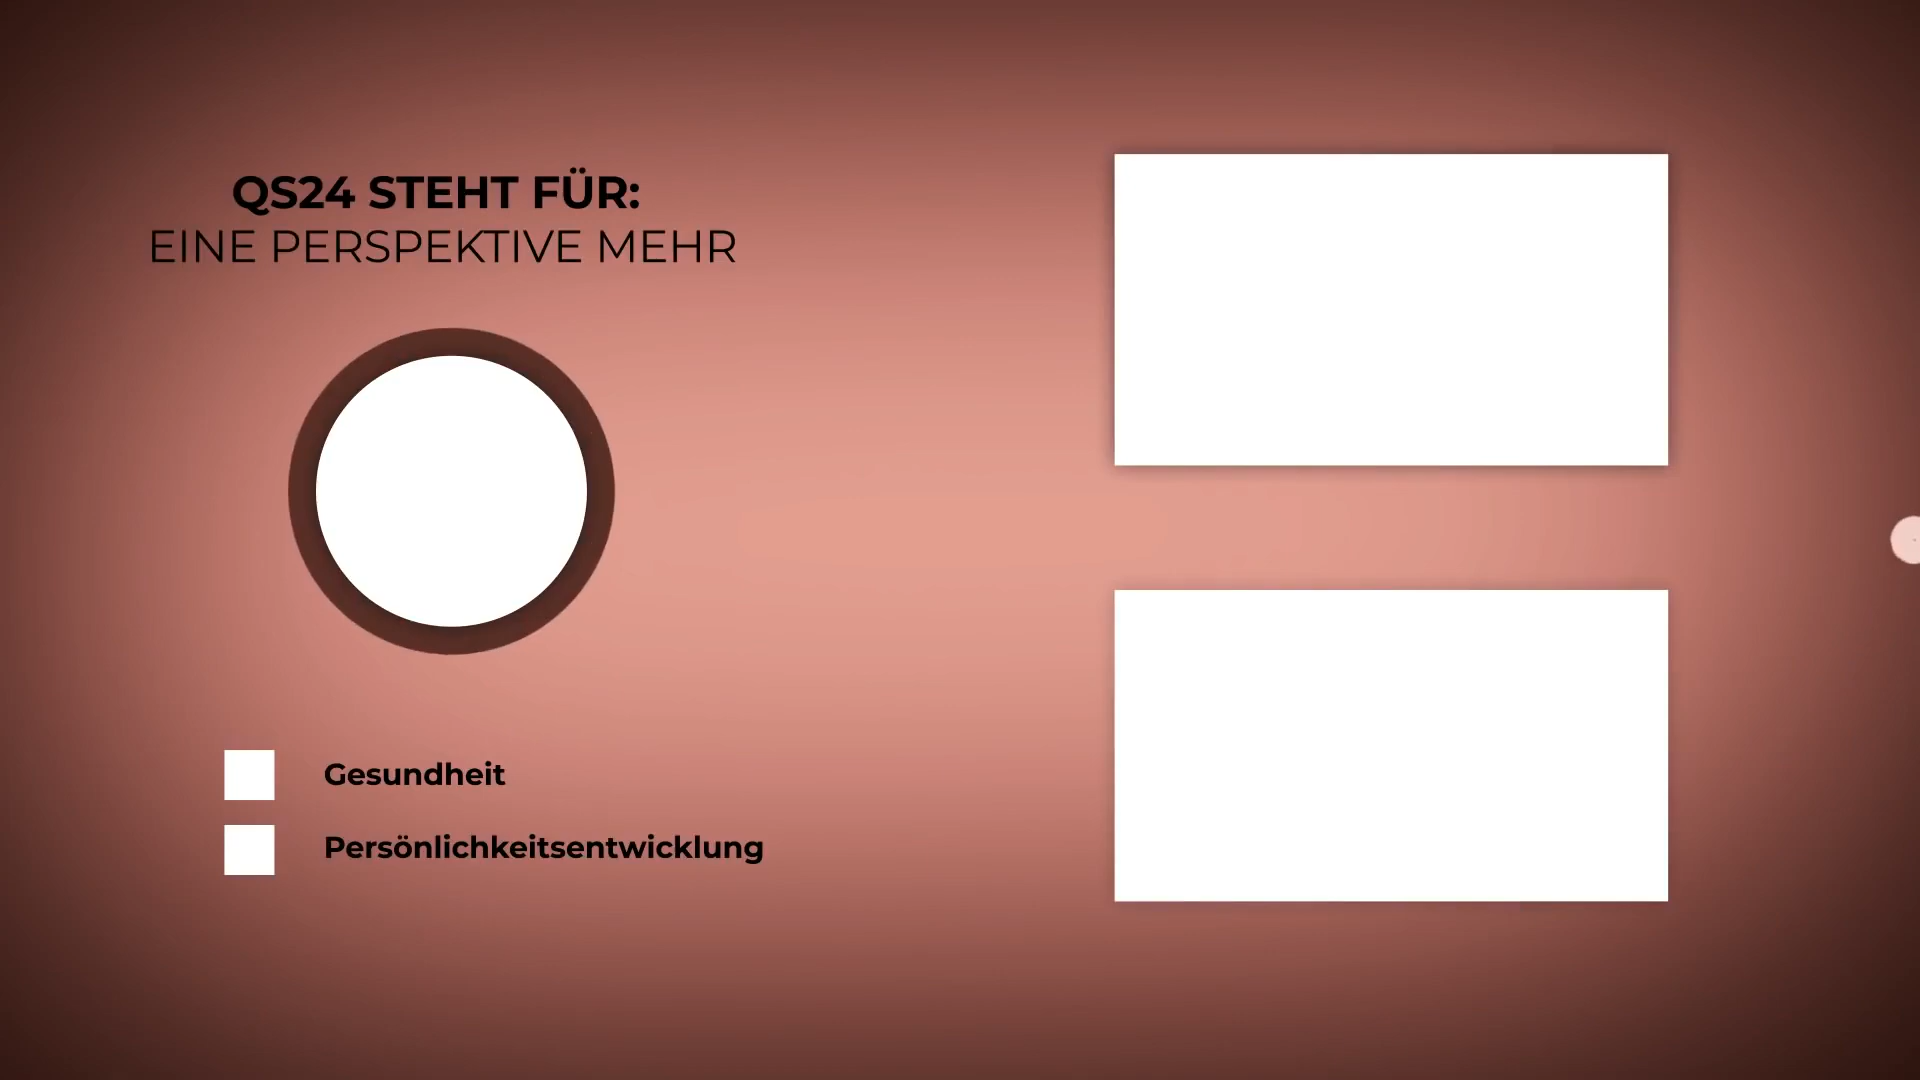 QS24 STEHT FÜR:
EINE PERSPEKTIVE MEHR
Gesundheit
Persönlichkeitsentwicklung